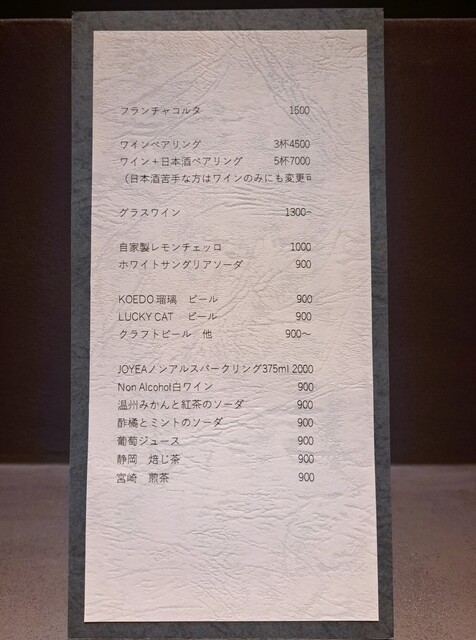 フランチャコルタ 1500
ワインペアリング 3杯4500
ワイン+日本酒ペアリング 5杯7000
(日本酒苦手な方はワインのみにも変更可
グラスワイン 1300~
自家製レモンチェッロ 1000
ホワイトサングリアソーダ 900
KOEDO 瑠璃 ビール 900
LUCKY CAT ビール 900
クラフトビール 他 900～
JOYEAノンアルスパークリング375ml 2000
Non Alcohol白ワイン 900
温州みかんと紅茶のソーダ 900
酢橘とミントのソーダ 900
葡萄ジュース 900
静岡 焙じ茶 900
宮崎 煎茶 900